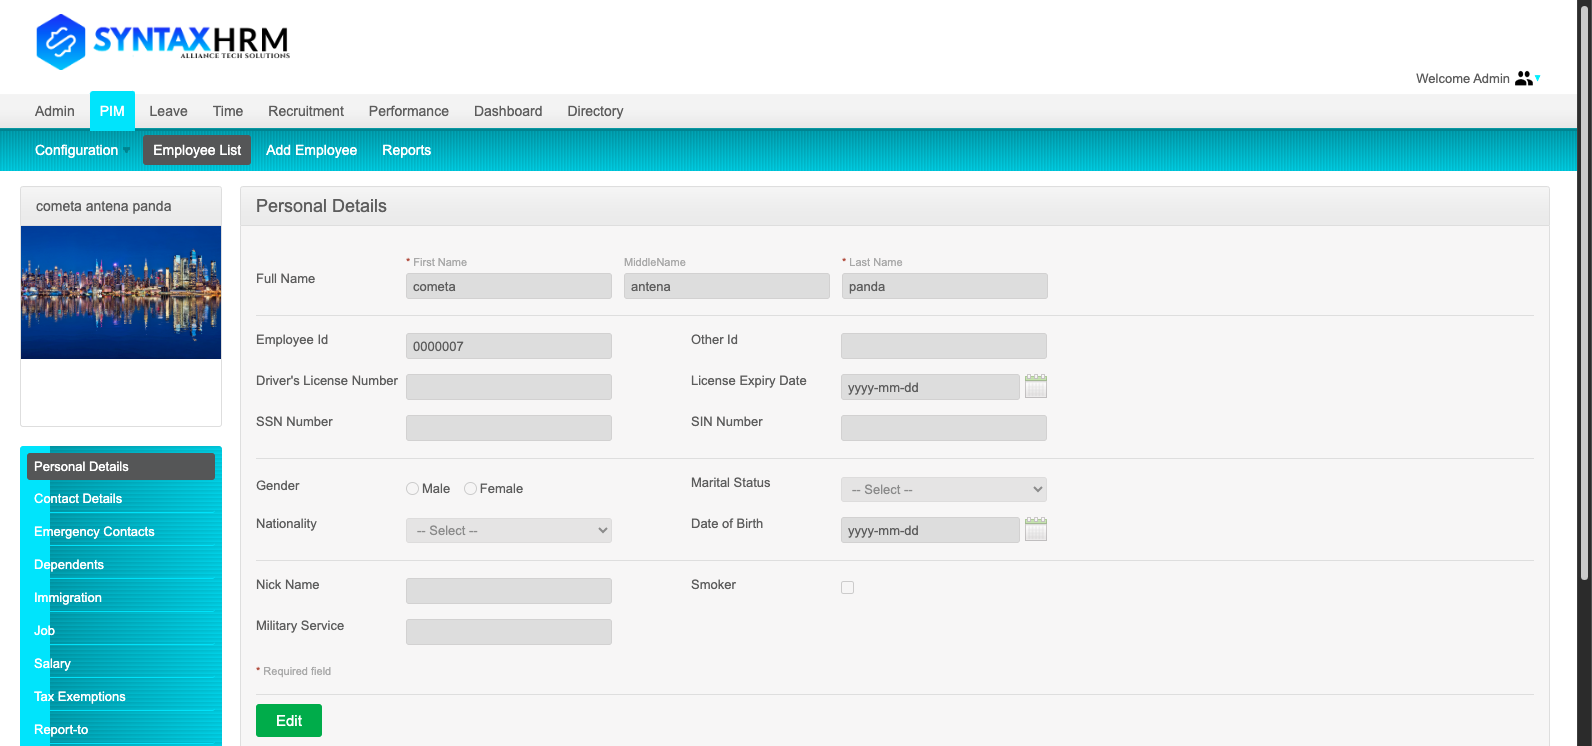 SYNTAXHRM
ALLIANCE TECH SOLUTIONS
Welcome Admin
Admin PIM Leave Time Recruitment Performance Dashboard Directory
Configuration Employee List Add Employee Reports
cometa antena panda
Personal Details
Contact Details
Emergency Contacts
Dependents
Immigration
Job
Salary
Tax Exemptions
Report-to
Personal Details
* First Name MiddleName * Last Name
Full Name cometa antena panda
Employee Id 0000007 Other Id
Driver's License Number License Expiry Date yyyy-mm-dd
SSN Number SIN Number
Gender Male Female Marital Status -- Select --
Nationality -- Select -- Date of Birth yyyy-mm-dd
Nick Name Smoker
Military Service
* Required field
Edit